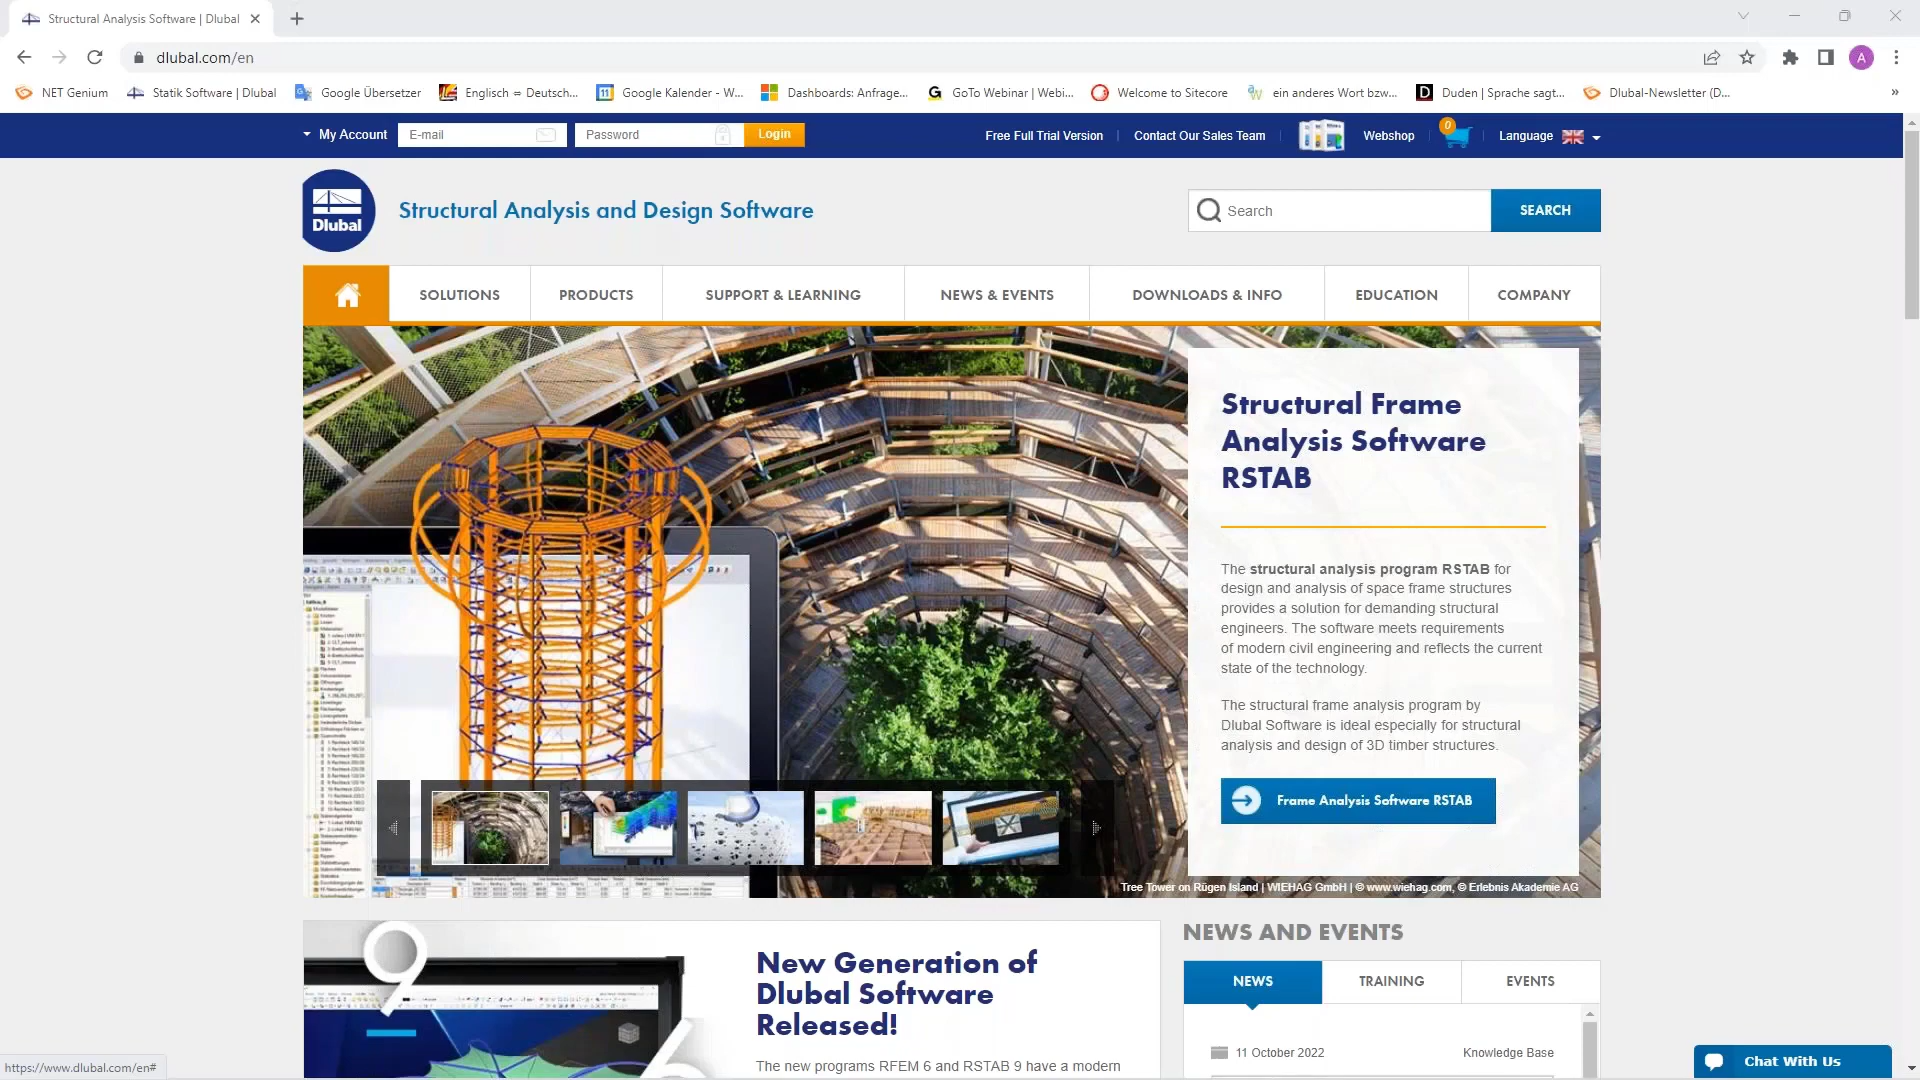 Structural Analysis Software | Dlubal
dlubal.com/en
A
NET Genium
Statik Software | Dlubal
Google Übersetzer
Englisch ⇔ Deutsch...
Google Kalender - W...
Dashboards: Anfrage...
GoTo Webinar | Webi...
Welcome to Sitecore
ein anderes Wort bzw...
Duden | Sprache sagt...
Dlubal-Newsletter (D...
»
My Account
E-mail
Password
Login
Free Full Trial Version
Contact Our Sales Team
Webshop
0
Language
Dlubal
Structural Analysis and Design Software
Search
SEARCH
SOLUTIONS
PRODUCTS
SUPPORT & LEARNING
NEWS & EVENTS
DOWNLOADS & INFO
EDUCATION
COMPANY
Structural Frame
Analysis Software
RSTAB
The structural analysis program RSTAB for
design and analysis of space frame structures
provides a solution for demanding structural
engineers. The software meets requirements
of modern civil engineering and reflects the current
state of the technology.
The structural frame analysis program by
Dlubal Software is ideal especially for structural
analysis and design of 3D timber structures.
Frame Analysis Software RSTAB
Tree Tower on Rügen Island | WIEHAG GmbH | © www.wiehag.com, © Erlebnis Akademie AG
9
6
New Generation of
Dlubal Software
Released!
The new programs RFEM 6 and RSTAB 9 have a modern
NEWS AND EVENTS
NEWS
TRAINING
EVENTS
11 October 2022
Knowledge Base
Chat With Us
https://www.dlubal.com/en#